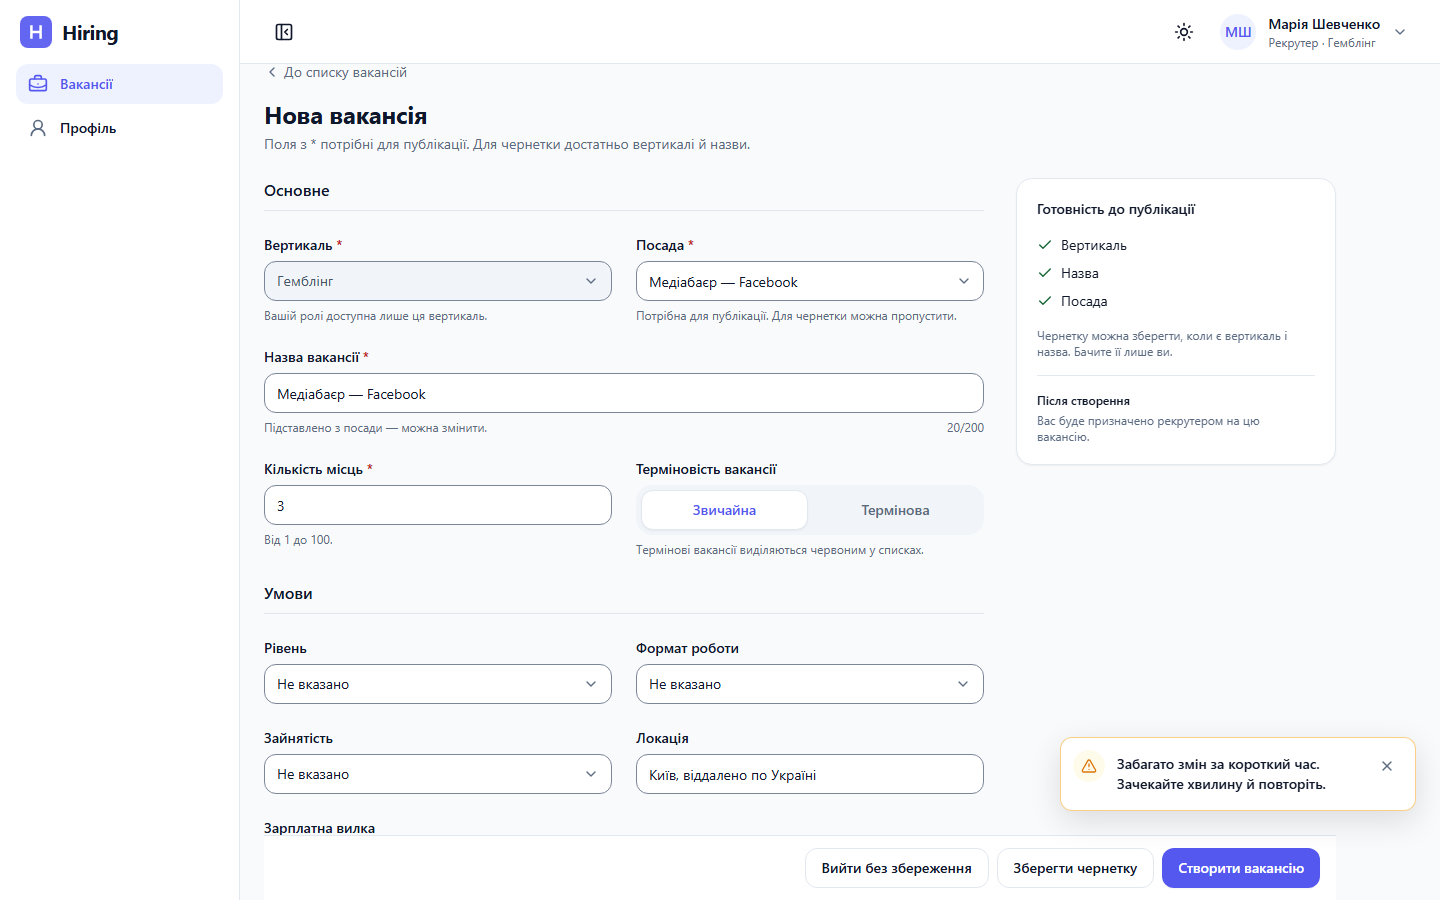 H Hiring
Вакансії
Профіль
МШ
Марія Шевченко
Рекрутер · Гемблінг
До списку вакансій
Нова вакансія
Поля з * потрібні для публікації. Для чернетки достатньо вертикалі й назви.
Основне
Вертикаль *
Гемблінг
Вашій ролі доступна лише ця вертикаль.
Посада *
Медіабаєр — Facebook
Потрібна для публікації. Для чернетки можна пропустити.
Назва вакансії *
Медіабаєр — Facebook
Підставлено з посади — можна змінити.
20/200
Кількість місць *
3
Від 1 до 100.
Терміновість вакансії
Звичайна
Термінова
Термінові вакансії виділяються червоним у списках.
Умови
Рівень
Не вказано
Формат роботи
Не вказано
Зайнятість
Не вказано
Локація
Київ, віддалено по Україні
Зарплатна вилка
Готовність до публікації
Вертикаль
Назва
Посада
Чернетку можна зберегти, коли є вертикаль і
назва. Бачите її лише ви.
Після створення
Вас буде призначено рекрутером на цю
вакансію.
Забагато змін за короткий час.
Зачекайте хвилину й повторіть.
Вийти без збереження
Зберегти чернетку
Створити вакансію